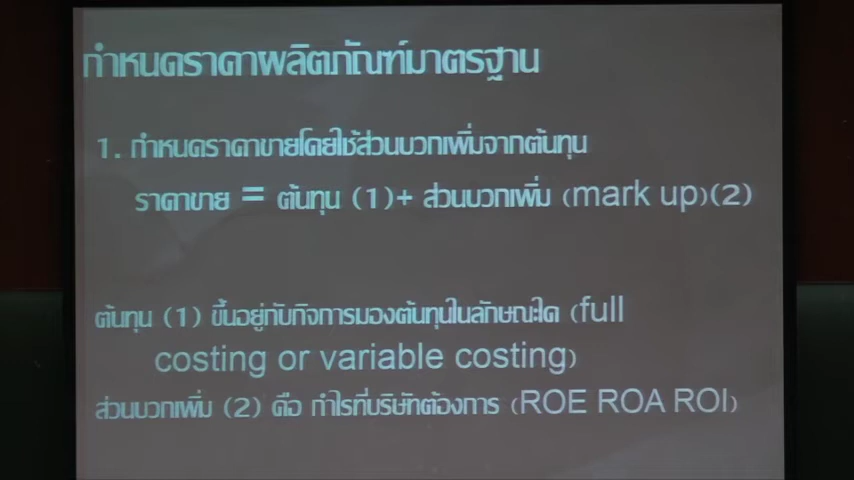 กำหนดราคาผลิตภัณฑ์มาตรฐาน
1. กำหนดราคาขายโดยใช้ส่วนบวกเพิ่มจากต้นทุน
ราคาขาย = ต้นทุน (1)+ ส่วนบวกเพิ่ม (mark up)(2)
ต้นทุน (1) ขึ้นอยู่กับกิจการมองต้นทุนในลักษณะใด (full
costing or variable costing)
ส่วนบวกเพิ่ม (2) คือ กำไรที่บริษัทต้องการ (ROE ROA ROI)